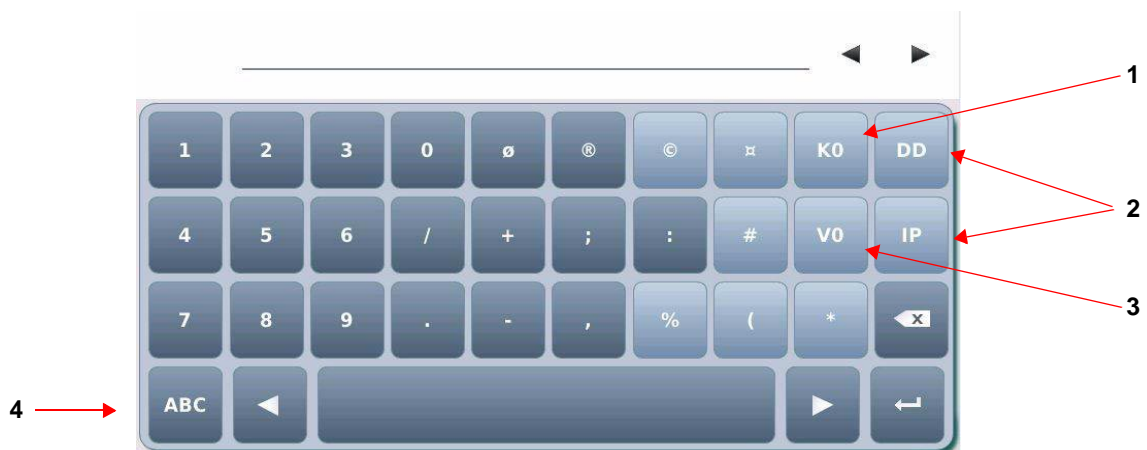 1
1 2 3 0 ø ® © ¤ K0 DD
2
4 5 6 / + ; : # V0 IP
3
7 8 9 . - , % ( * X
4 ABC